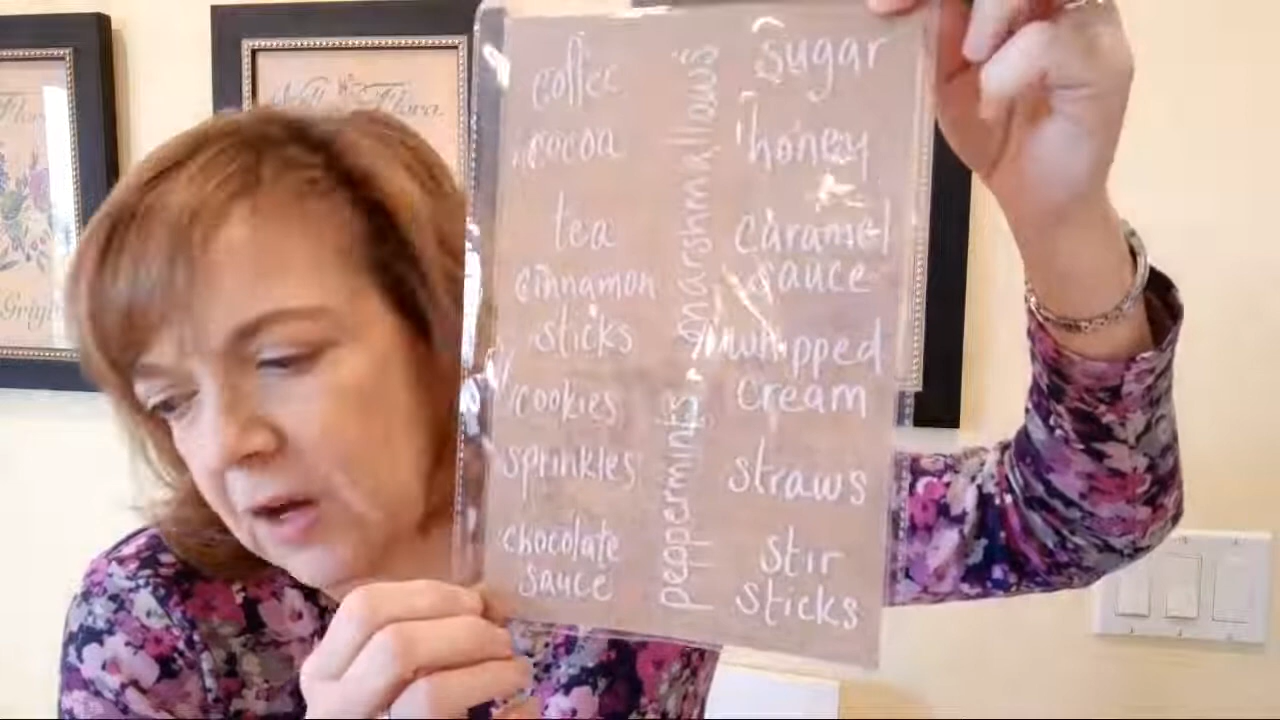 coffee
cocoa
tea
cinnamon
sticks
cookies
sprinkles
chocolate
sauce
marshmallows
peppermints
sugar
honey
caramel
sauce
whipped
cream
straws
stir
sticks